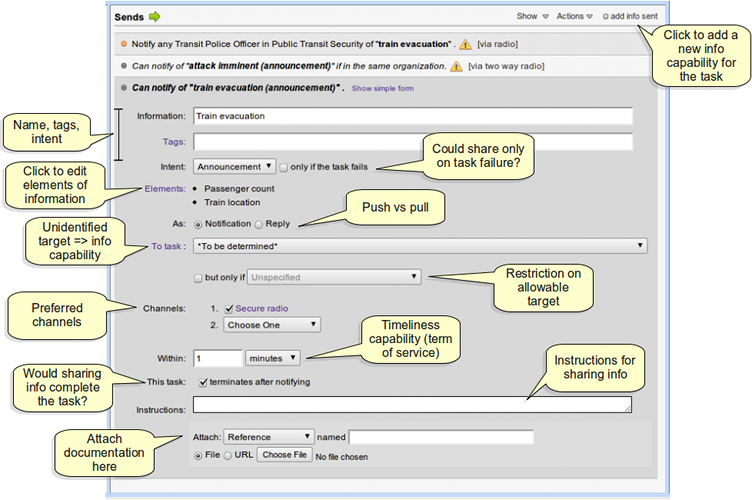 Sends
Show Actions add info sent
Click to add a
new info
capability for
the task
Notify any Transit Police Officer in Public Transit Security of "train evacuation" . [via radio]
Can notify of "attack imminent (announcement)" if in the same organization. [via two way radio]
Can notify of "train evacuation (announcement)" . Show simple form
Name, tags,
intent
Information: Train evacuation
Tags:
Intent: Announcement only if the task fails
Could share only
on task failure?
Click to edit
elements of
information
Elements: • Passenger count
• Train location
As: Notification Reply
Push vs pull
Unidentified
target => info
capability
To task : *To be determined*
but only if Unspecified
Restriction on
allowable
target
Preferred
channels
Channels: 1. Secure radio
2. Choose One
Timeliness
capability (term
of service)
Within: 1 minutes
Would sharing
info complete
the task?
This task: terminates after notifying
Instructions for
sharing info
Instructions:
Attach
documentation
here
Attach: Reference named
File URL Choose File No file chosen